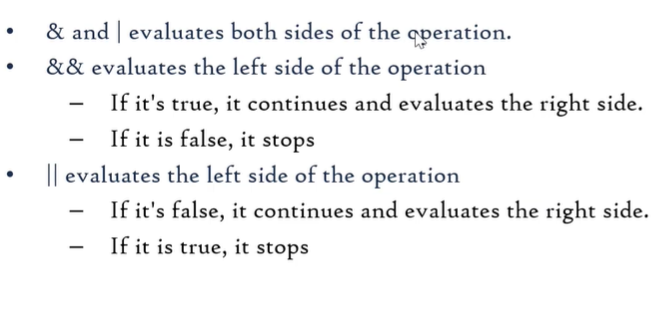 • & and | evaluates both sides of the operation.
• && evaluates the left side of the operation
– If it's true, it continues and evaluates the right side.
– If it is false, it stops
• || evaluates the left side of the operation
– If it's false, it continues and evaluates the right side.
– If it is true, it stops